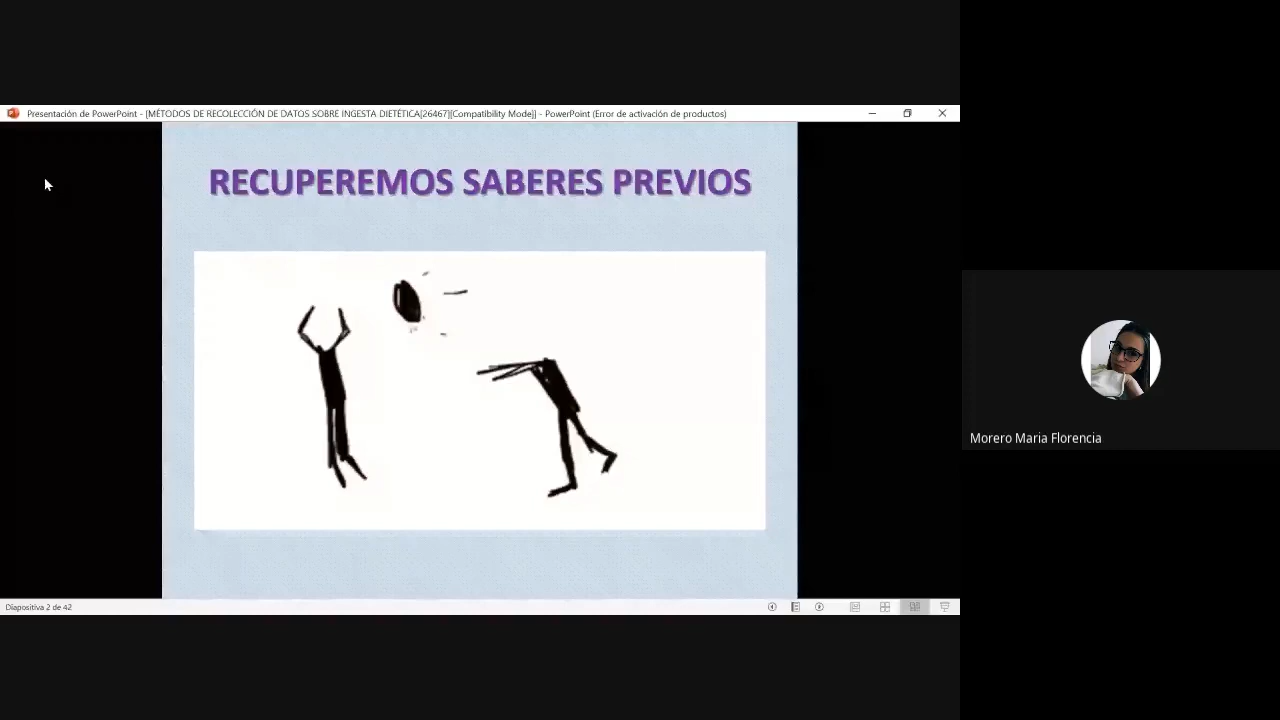 Presentación de PowerPoint - [MÉTODOS DE RECOLECCIÓN DE DATOS SOBRE INGESTA DIETÉTICA[26467][Compatibility Mode]] - PowerPoint (Error de activación de productos)
RECUPEREMOS SABERES PREVIOS
Morero Maria Florencia
Diapositiva 2 de 42